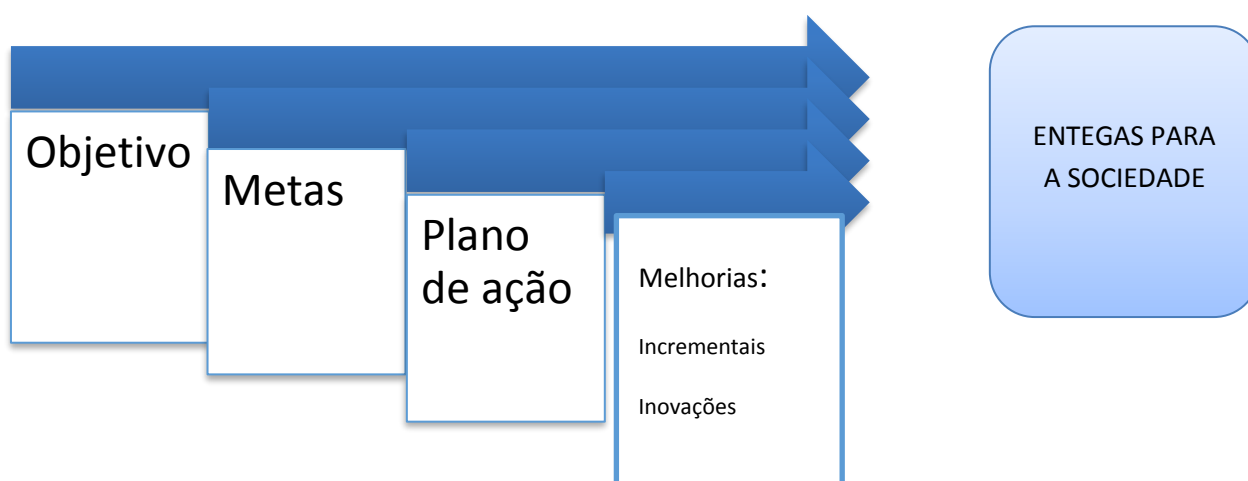 Objetivo
Metas
Plano
de ação
Melhorias:
Incrementais
Inovações
ENTEGAS PARA
A SOCIEDADE